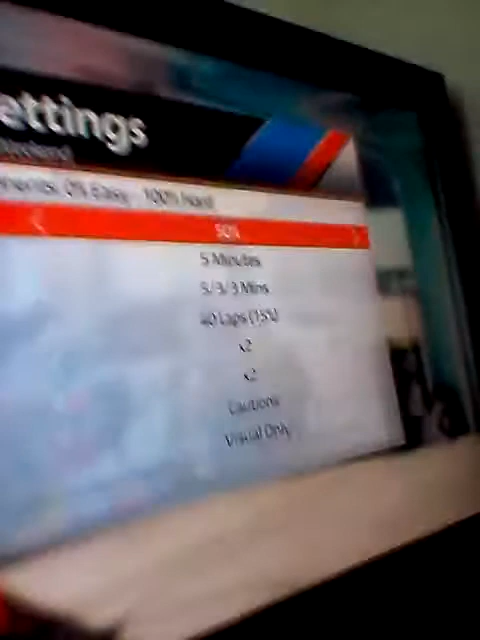 ettings
0% Easy 100% Hard
50%
5 Minutes
5/3/3 Mins
40 Laps (15%)
x2
x2
Cautions
Visual Only